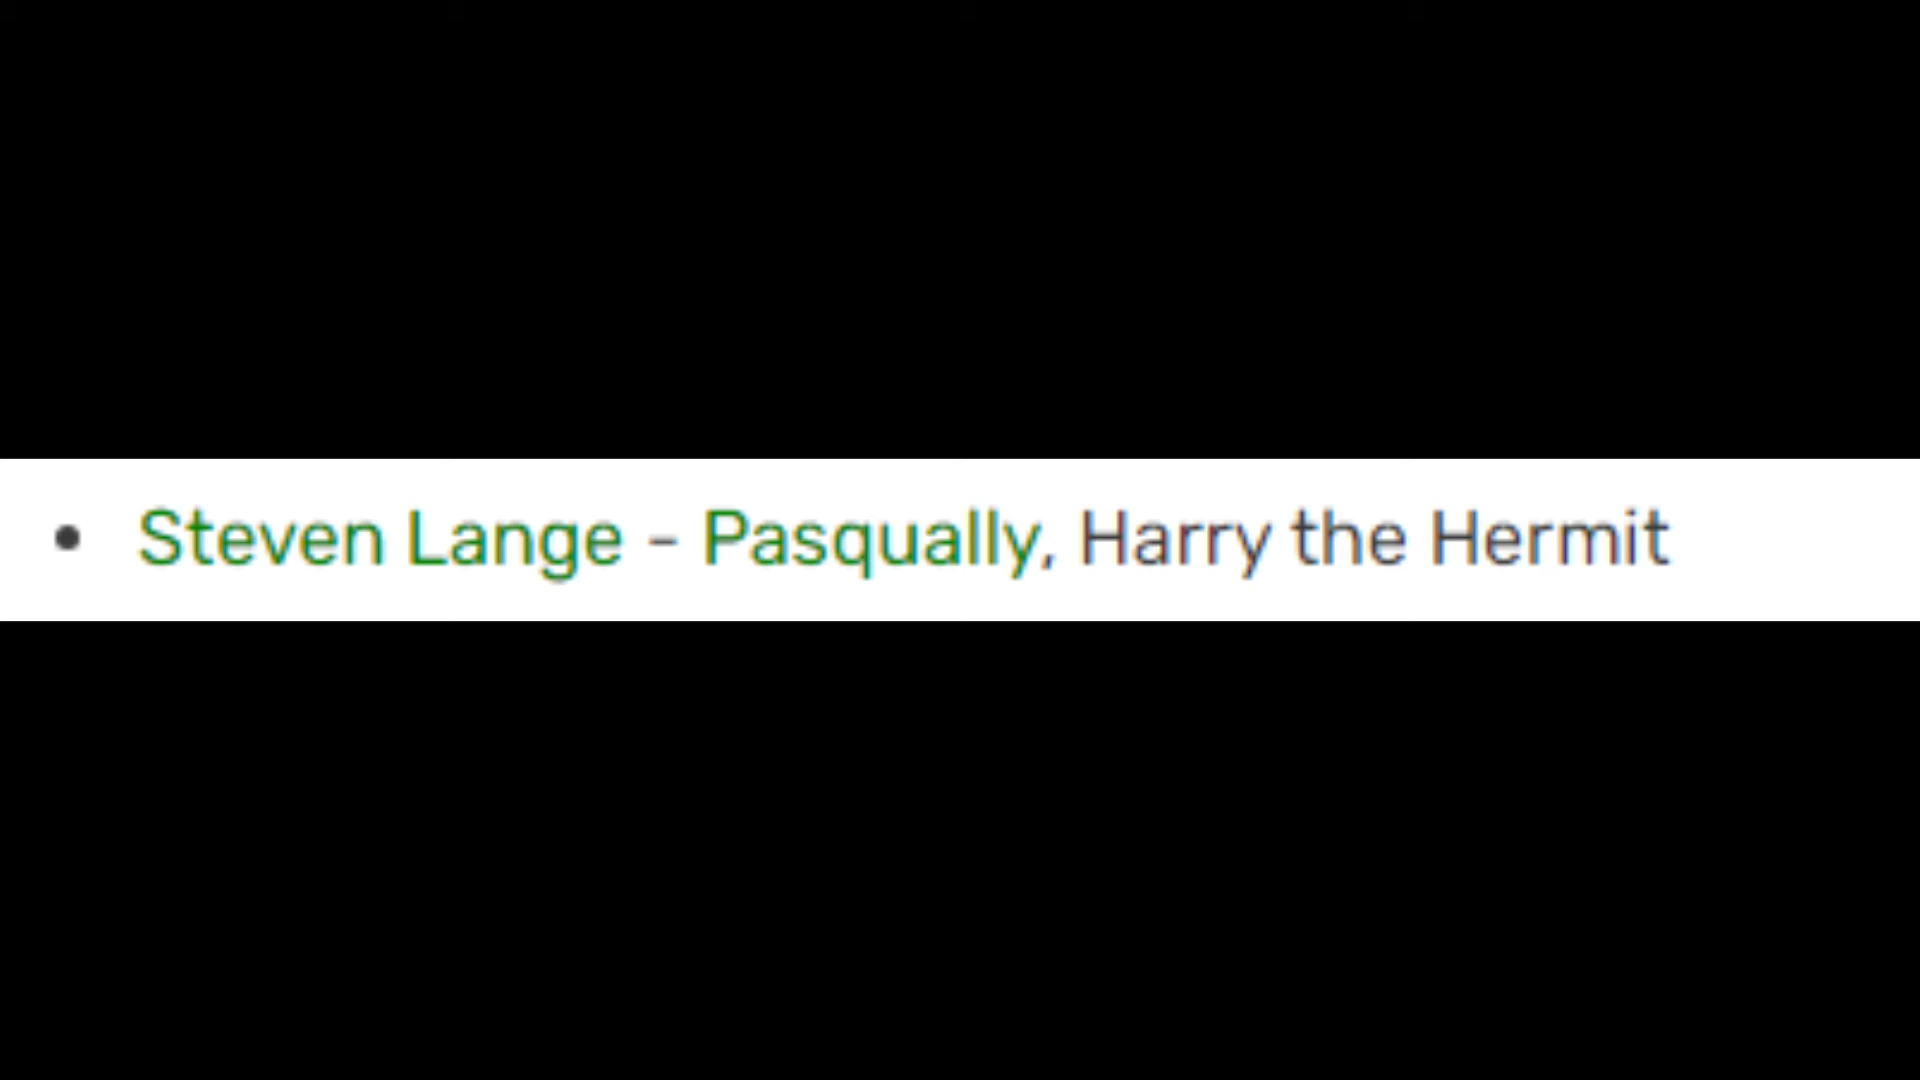 • Steven Lange - Pasqually, Harry the Hermit